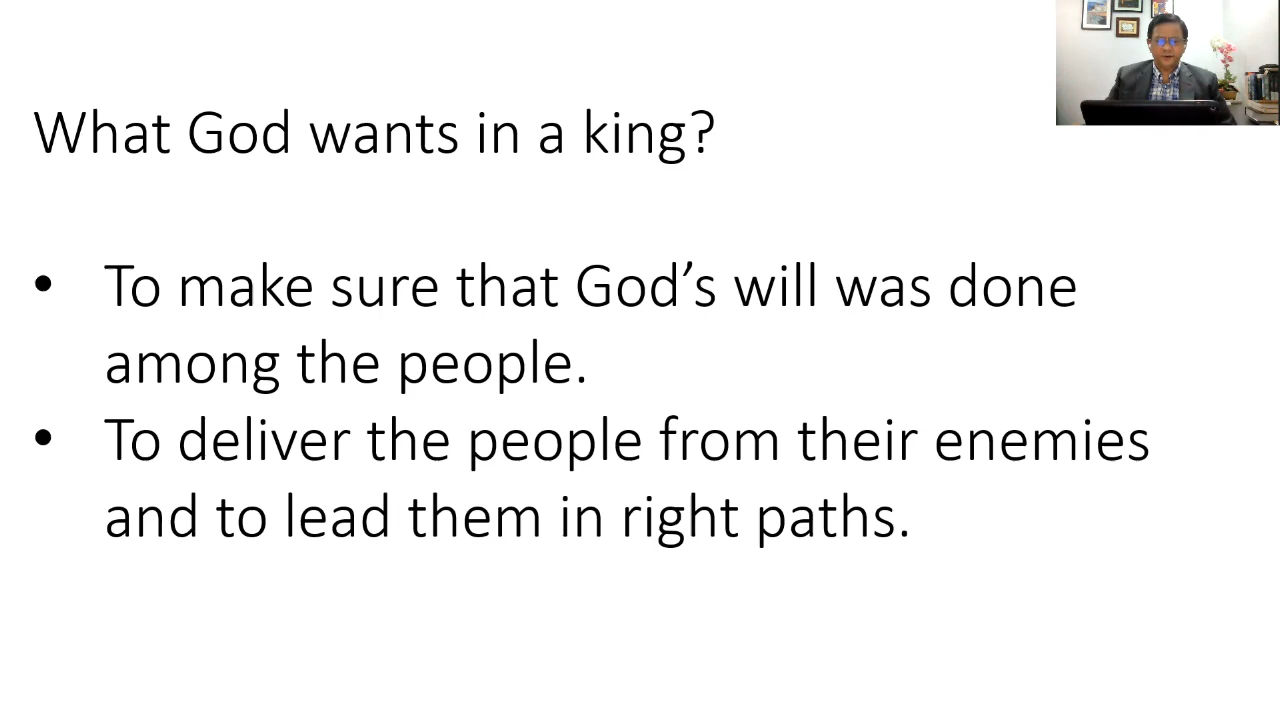 What God wants in a king?
• To make sure that God’s will was done
among the people.
• To deliver the people from their enemies
and to lead them in right paths.